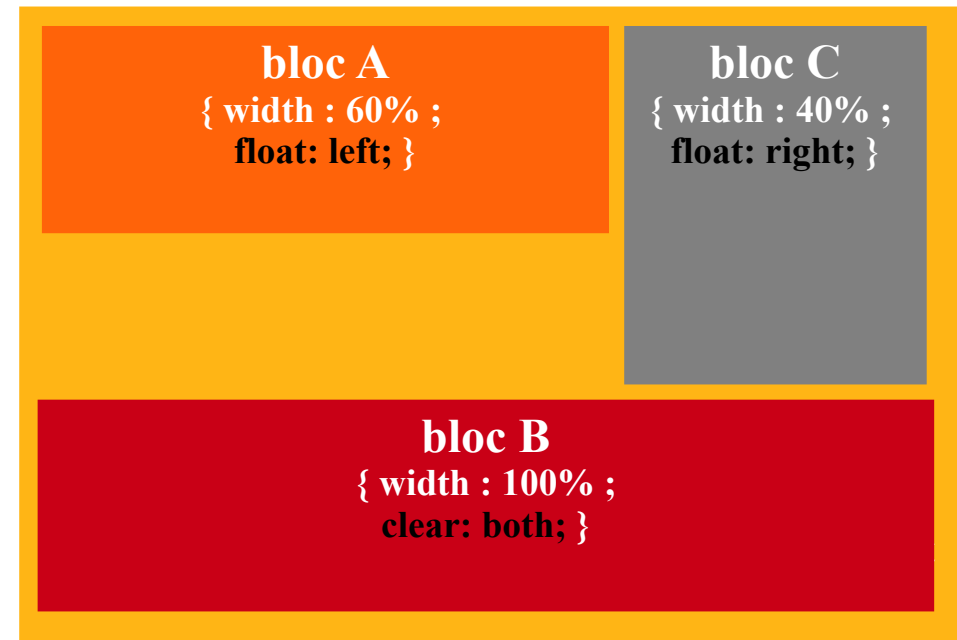 bloc A
{ width : 60% ;
float: left; }
bloc C
{ width : 40% ;
float: right; }
bloc B
{ width : 100% ;
clear: both; }